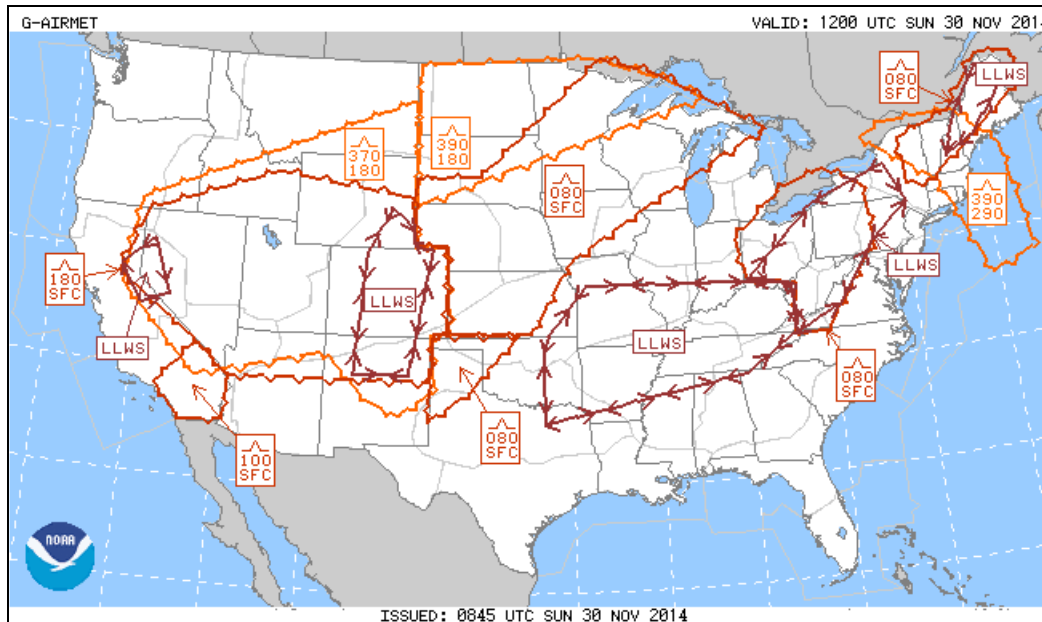 G-AIRMET
VALID: 1200 UTC SUN 30 NOV 2014
080
SFC
LLWS
370
180
390
180
080
SFC
390
290
180
SFC
LLWS
LLWS
LLWS
LLWS
080
SFC
080
SFC
100
SFC
NOAA
ISSUED: 0845 UTC SUN 30 NOV 2014